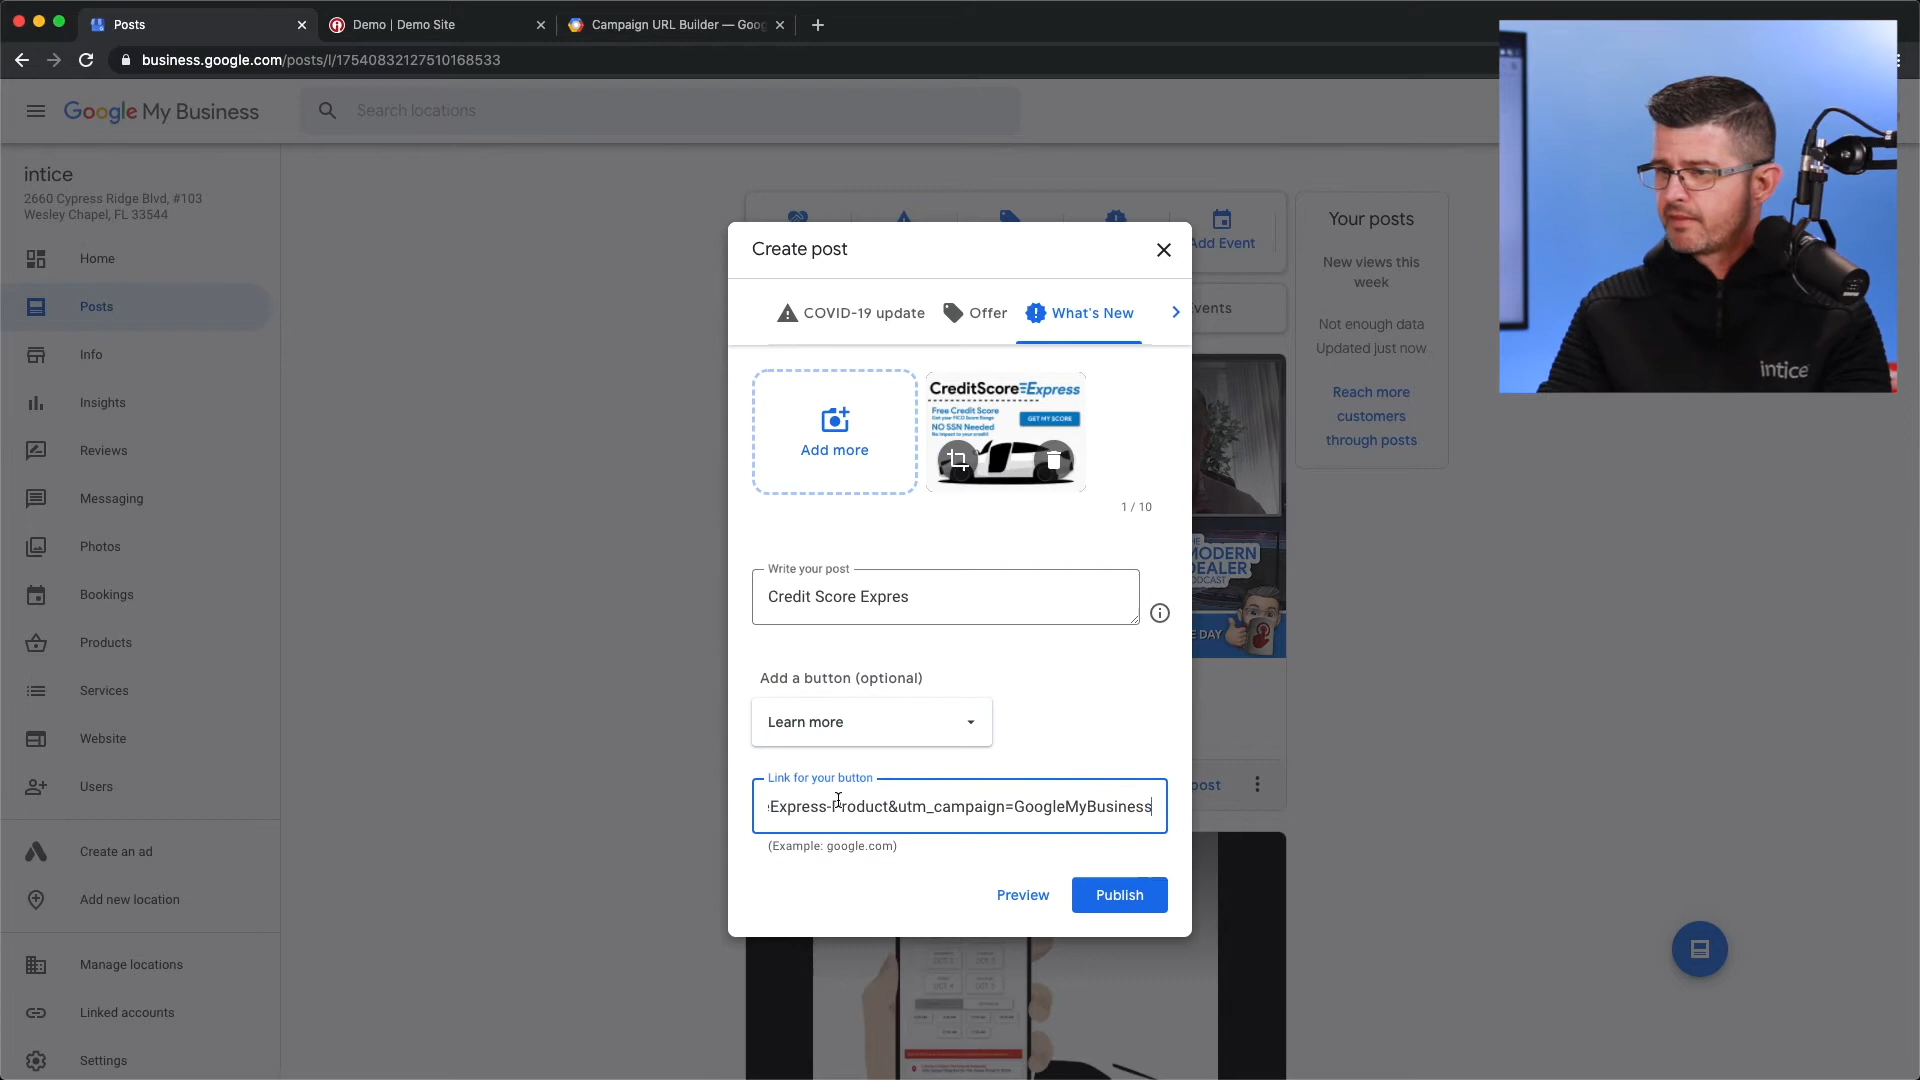 Posts
Demo | Demo Site
Campaign URL Builder — Goog
business.google.com/posts/l/17540832127510168533
Google My Business
Search locations
intice
2660 Cypress Ridge Blvd, #103
Wesley Chapel, FL 33544
Home
Posts
Info
Insights
Reviews
Messaging
Photos
Bookings
Products
Services
Website
Users
Create an ad
Add new location
Manage locations
Linked accounts
Settings
Add Event
Events
Create post
COVID-19 update
Offer
What's New
Add more
CreditScore Express
Free Credit Score
Get your FICO Score Range
NO SSN Needed
No impact to your credit!
GET MY SCORE
1 / 10
Write your post
Credit Score Expres
Add a button (optional)
Learn more
Link for your button
:Express-Product&utm_campaign=GoogleMyBusiness
(Example: google.com)
Preview
Publish
Your posts
New views this
week
Not enough data
Updated just now
Reach more
customers
through posts
MODERN
DEALER
PODCAST
E DAY
post
intice